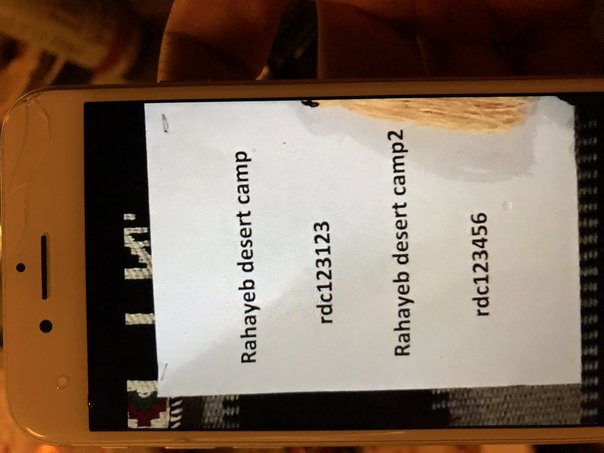 Rahayeb desert camp
rdc123123
Rahayeb desert camp2
rdc123456